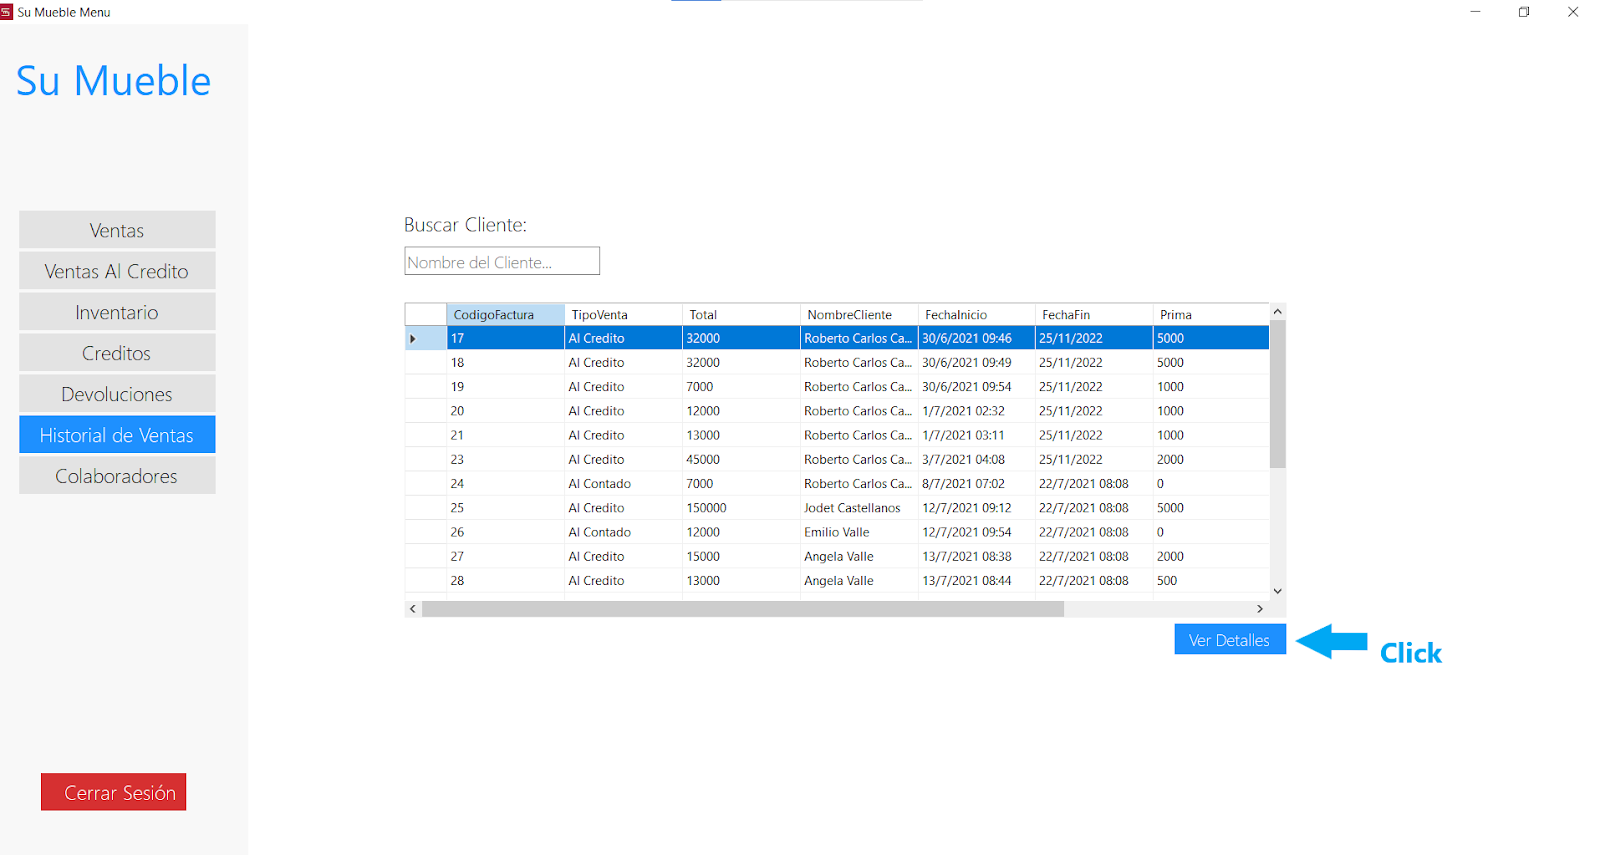 Su Mueble Menu
Su Mueble
Ventas
Ventas Al Credito
Inventario
Creditos
Devoluciones
Historial de Ventas
Colaboradores
Cerrar Sesión
Buscar Cliente:
Nombre del Cliente...
CodigoFactura TipoVenta Total NombreCliente FechaInicio FechaFin Prima
17 Al Credito 32000 Roberto Carlos Ca... 30/6/2021 09:46 25/11/2022 5000
18 Al Credito 32000 Roberto Carlos Ca... 30/6/2021 09:49 25/11/2022 5000
19 Al Credito 7000 Roberto Carlos Ca... 30/6/2021 09:54 25/11/2022 1000
20 Al Credito 12000 Roberto Carlos Ca... 1/7/2021 02:32 25/11/2022 1000
21 Al Credito 13000 Roberto Carlos Ca... 1/7/2021 03:11 25/11/2022 1000
23 Al Credito 45000 Roberto Carlos Ca... 3/7/2021 04:08 25/11/2022 2000
24 Al Contado 7000 Roberto Carlos Ca... 8/7/2021 07:02 22/7/2021 08:08 0
25 Al Credito 150000 Jodet Castellanos 12/7/2021 09:12 22/7/2021 08:08 5000
26 Al Contado 12000 Emilio Valle 12/7/2021 09:54 22/7/2021 08:08 0
27 Al Credito 15000 Angela Valle 13/7/2021 08:38 22/7/2021 08:08 2000
28 Al Credito 13000 Angela Valle 13/7/2021 08:44 22/7/2021 08:08 500
Ver Detalles
Click